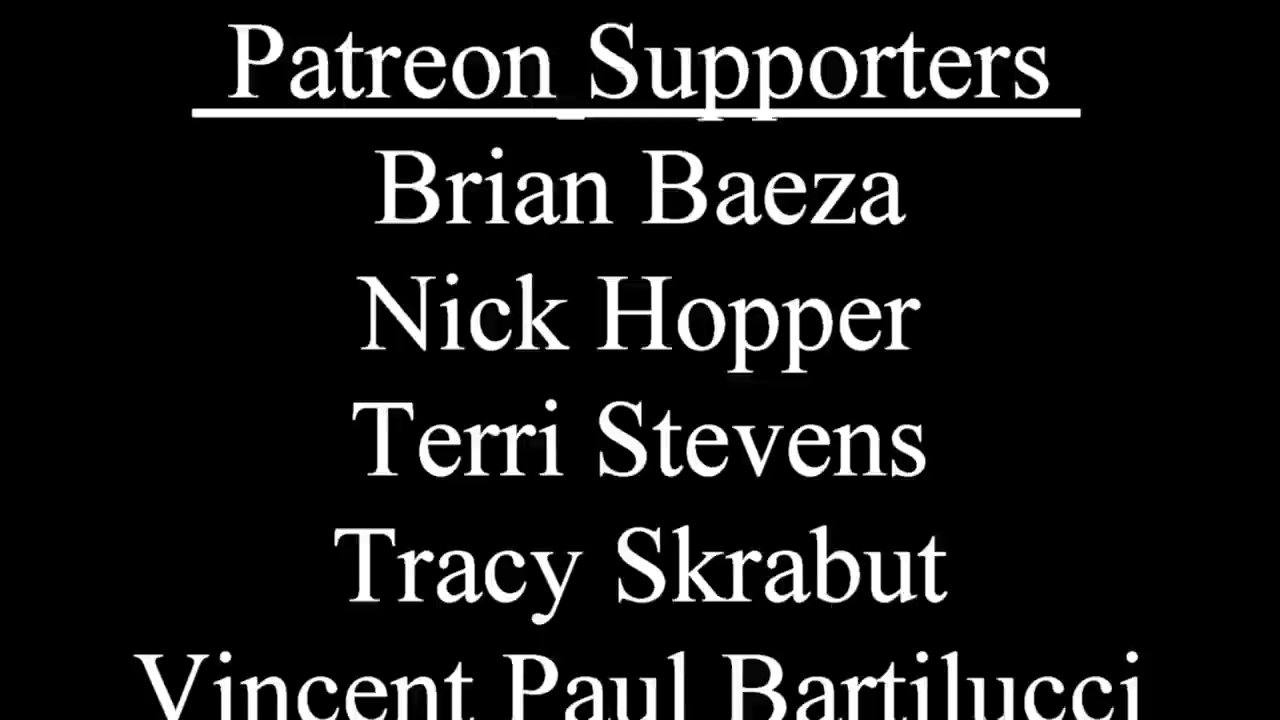 Patreon Supporters
Brian Baeza
Nick Hopper
Terri Stevens
Tracy Skrabut
Vincent Paul Bartilucci